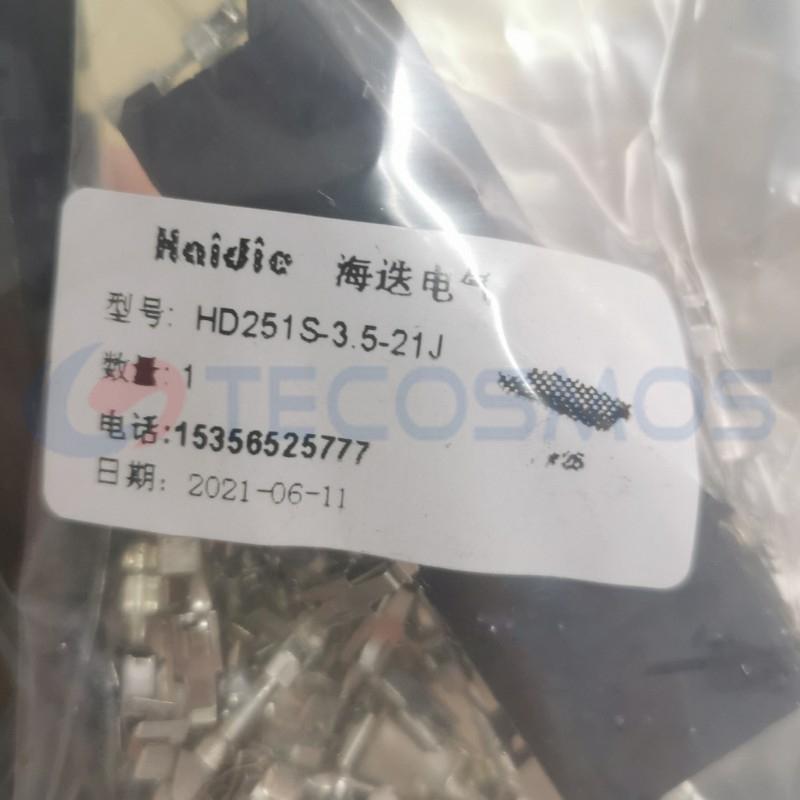 Haidie 海迭电气
型号: HD251S-3.5-21J
数量: 1
TECOSMOS
电话:15356525777
日期: 2021-06-11